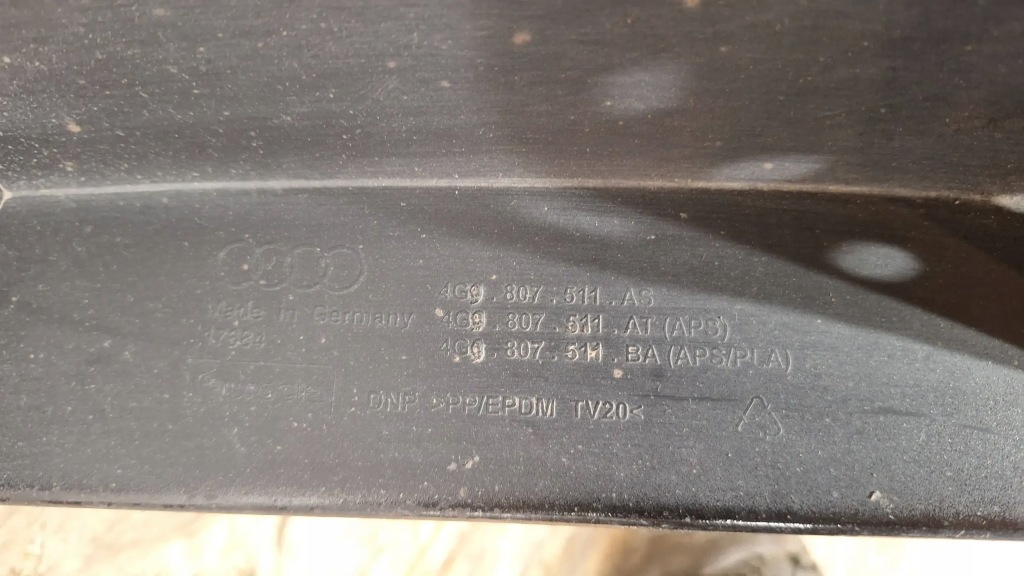 4G9.807.511.AS
Made in Germany 4G9.807.511.AT (APS)
4G9.807.511.BA (APS/PLA)
DNP >PP/EPDM TV20<